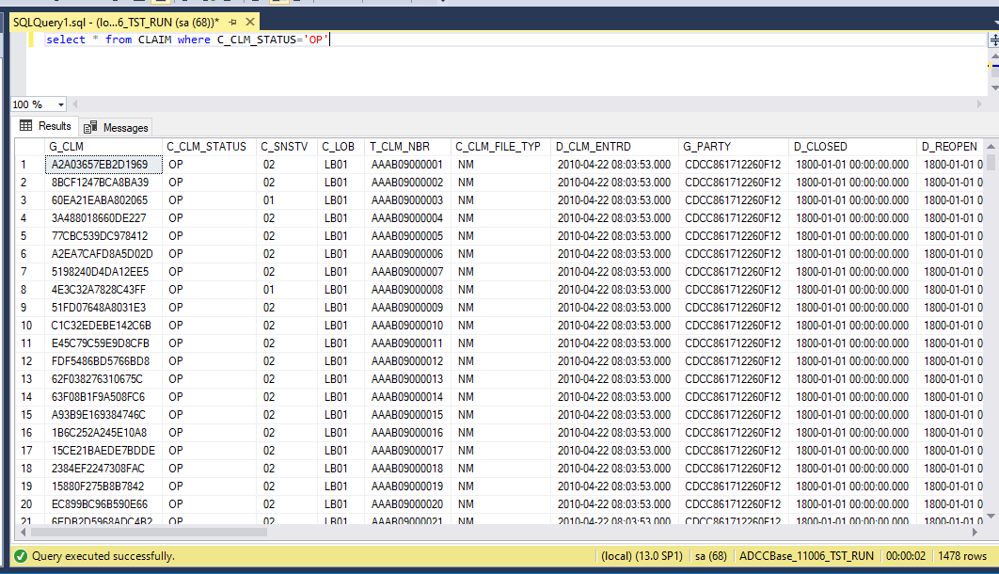 SQLQuery1.sql - (lo...6_TST_RUN (sa (68))*
select * from CLAIM where C_CLM_STATUS='OP'
100 %
Results Messages
G_CLM C_CLM_STATUS C_SNSTV C_LOB T_CLM_NBR C_CLM_FILE_TYP D_CLM_ENTRD G_PARTY D_CLOSED D_REOPEN
1 A2A03657EB2D1969 OP 02 LB01 AAAB09000001 NM 2010-04-22 08:03:53.000 CDCC861712260F12 1800-01-01 00:00:00.000 1800-01-01 0
2 8BCF1247BCA8BA39 OP 02 LB01 AAAB09000002 NM 2010-04-22 08:03:53.000 CDCC861712260F12 1800-01-01 00:00:00.000 1800-01-01 0
3 60EA21EABA802065 OP 01 LB01 AAAB09000003 NM 2010-04-22 08:03:53.000 CDCC861712260F12 1800-01-01 00:00:00.000 1800-01-01 0
4 3A488018660DE227 OP 02 LB01 AAAB09000004 NM 2010-04-22 08:03:53.000 CDCC861712260F12 1800-01-01 00:00:00.000 1800-01-01 0
5 77CBC539DC978412 OP 02 LB01 AAAB09000005 NM 2010-04-22 08:03:53.000 CDCC861712260F12 1800-01-01 00:00:00.000 1800-01-01 0
6 A2EA7CAFD8A5D02D OP 02 LB01 AAAB09000006 NM 2010-04-22 08:03:53.000 CDCC861712260F12 1800-01-01 00:00:00.000 1800-01-01 0
7 5198240D4DA12EE5 OP 02 LB01 AAAB09000007 NM 2010-04-22 08:03:53.000 CDCC861712260F12 1800-01-01 00:00:00.000 1800-01-01 0
8 4E3C32A7828C43FF OP 01 LB01 AAAB09000008 NM 2010-04-22 08:03:53.000 CDCC861712260F12 1800-01-01 00:00:00.000 1800-01-01 0
9 51FD07648A8031E3 OP 02 LB01 AAAB09000009 NM 2010-04-22 08:03:53.000 CDCC861712260F12 1800-01-01 00:00:00.000 1800-01-01 0
10 C1C32EDEBE142C6B OP 02 LB01 AAAB09000010 NM 2010-04-22 08:03:53.000 CDCC861712260F12 1800-01-01 00:00:00.000 1800-01-01 0
11 E45C79C59E9D8CFB OP 02 LB01 AAAB09000011 NM 2010-04-22 08:03:53.000 CDCC861712260F12 1800-01-01 00:00:00.000 1800-01-01 0
12 FDF5486BD5766BD8 OP 02 LB01 AAAB09000012 NM 2010-04-22 08:03:53.000 CDCC861712260F12 1800-01-01 00:00:00.000 1800-01-01 0
13 62F038276310675C OP 02 LB01 AAAB09000013 NM 2010-04-22 08:03:53.000 CDCC861712260F12 1800-01-01 00:00:00.000 1800-01-01 0
14 63F08B1F9A508FC6 OP 02 LB01 AAAB09000014 NM 2010-04-22 08:03:53.000 CDCC861712260F12 1800-01-01 00:00:00.000 1800-01-01 0
15 A93B9E169384746C OP 02 LB01 AAAB09000015 NM 2010-04-22 08:03:53.000 CDCC861712260F12 1800-01-01 00:00:00.000 1800-01-01 0
16 1B6C252A245E10A8 OP 02 LB01 AAAB09000016 NM 2010-04-22 08:03:53.000 CDCC861712260F12 1800-01-01 00:00:00.000 1800-01-01 0
17 15CE21BAEDE7BDDE OP 02 LB01 AAAB09000017 NM 2010-04-22 08:03:53.000 CDCC861712260F12 1800-01-01 00:00:00.000 1800-01-01 0
18 2384EF2247308FAC OP 02 LB01 AAAB09000018 NM 2010-04-22 08:03:53.000 CDCC861712260F12 1800-01-01 00:00:00.000 1800-01-01 0
19 15880F275B8B7842 OP 02 LB01 AAAB09000019 NM 2010-04-22 08:03:53.000 CDCC861712260F12 1800-01-01 00:00:00.000 1800-01-01 0
20 EC899BC96B590E66 OP 02 LB01 AAAB09000020 NM 2010-04-22 08:03:53.000 CDCC861712260F12 1800-01-01 00:00:00.000 1800-01-01 0
21 6EDB2D5968ADC4B2 OP 02 LB01 AAAB09000021 NM 2010-04-22 08:03:53.000 CDCC861712260F12 1800-01-01 00:00:00.000 1800-01-01 0
Query executed successfully. (local) (13.0 SP1) sa (68) ADCCBase_11006_TST_RUN 00:00:02 1478 rows